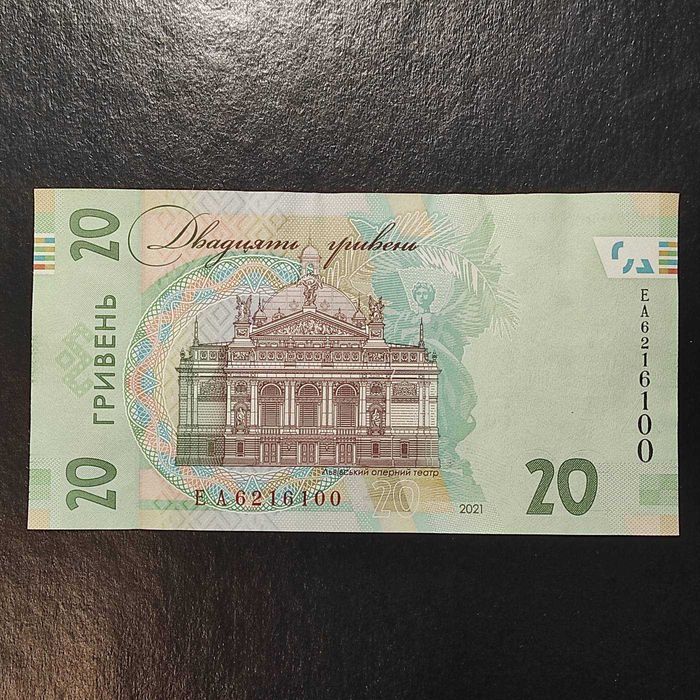 20 ГРИВЕНЬ 20
Двадцять гривень
ЕА6216100
Львівський оперний театр
ЕА6216100
20
2021
20